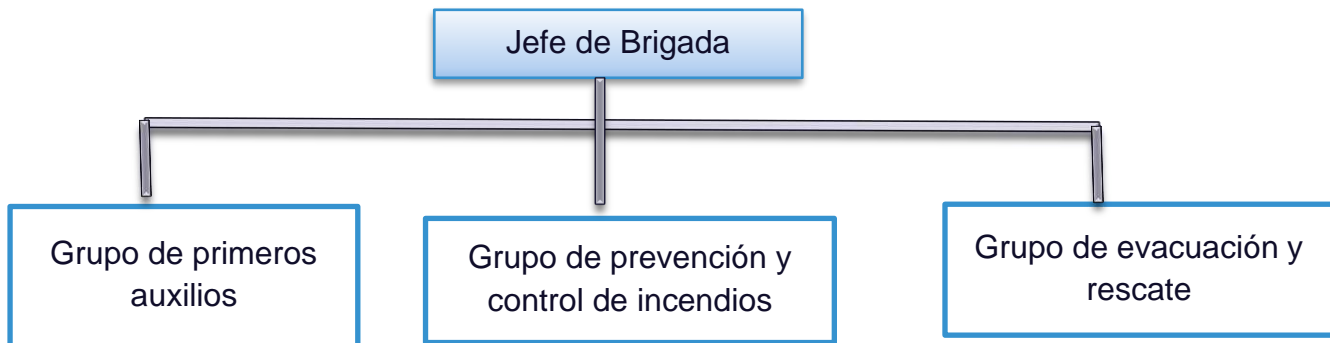 Jefe de Brigada
Grupo de primeros
auxilios
Grupo de prevención y
control de incendios
Grupo de evacuación y
rescate